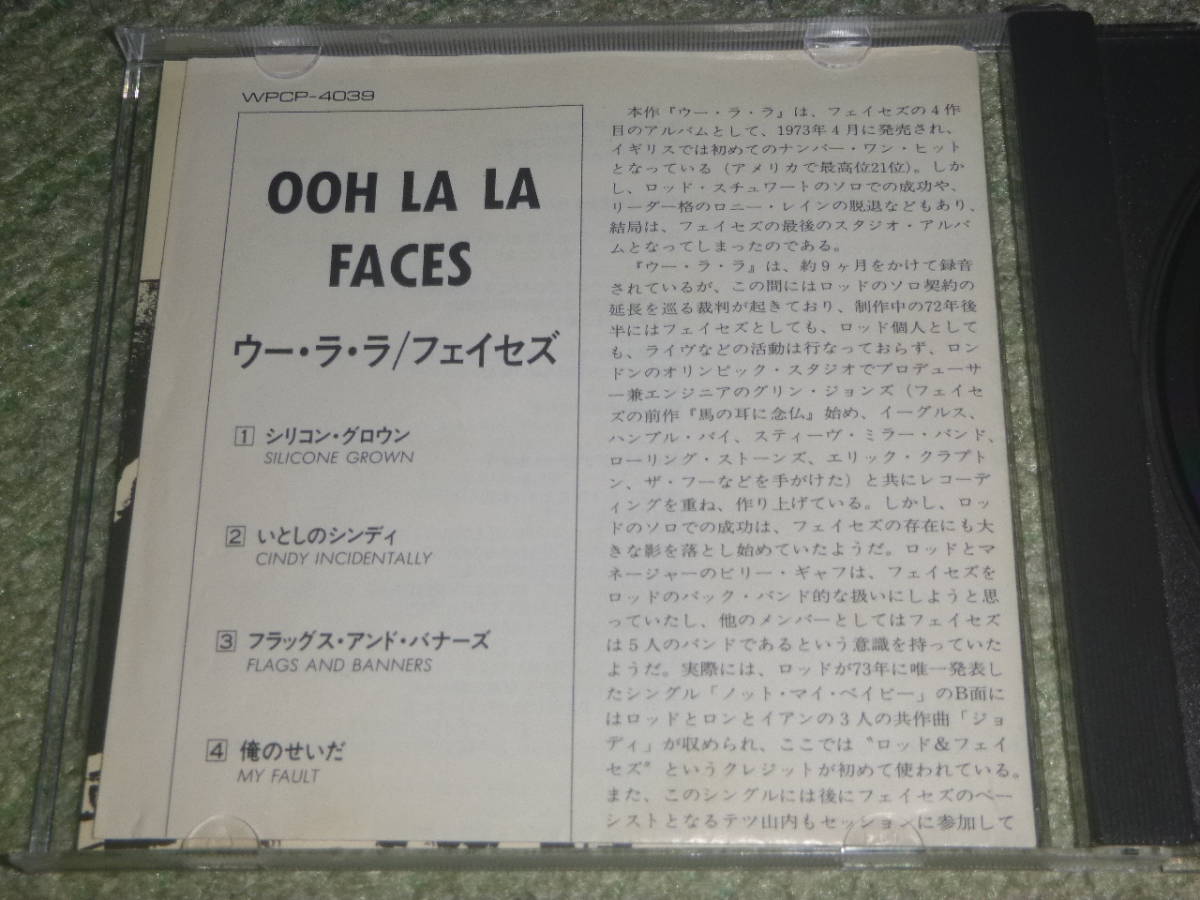 WPCP-4039
OOH LA LA
FACES
ウー・ラ・ラ/フェイセズ
1 シリコン・グロウン
SILICONE GROWN
2 いとしのシンディ
CINDY INCIDENTALLY
3 フラッグス・アンド・バナーズ
FLAGS AND BANNERS
4 俺のせいだ
MY FAULT
本作『ウー・ラ・ラ』は、フェイセズの4作
目のアルバムとして、1973年4月に発売され、
イギリスでは初めてのナンバー・ワン・ヒット
となっている（アメリカで最高位21位）。しか
し、ロッド・スチュワートのソロでの成功や、
リーダー格のロニー・レインの脱退などもあり、
結局は、フェイセズの最後のスタジオ・アルバ
ムとなってしまったのである。
『ウー・ラ・ラ』は、約9ヶ月をかけて録音
されているが、この間にはロッドのソロ契約の
延長を巡る裁判が起きており、制作中の72年後
半にはフェイセズとしても、ロッド個人として
も、ライヴなどの活動は行なっておらず、ロン
ドンのオリンピック・スタジオでプロデューサ
ー兼エンジニアのグリン・ジョンズ（フェイセ
ズの前作『馬の耳に念仏』始め、イーグルス、
ハンブル・パイ、スティーヴ・ミラー・バンド、
ローリング・ストーンズ、エリック・クラプト
ン、ザ・フーなどを手がけた）と共にレコーデ
ィングを重ね、作り上げている。しかし、ロッ
ドのソロでの成功は、フェイセズの存在にも大
きな影を落とし始めていたようだ。ロッドとマ
ネージャーのビリー・ギャフは、フェイセズを
ロッドのバック・バンド的な扱いにしようと思
っていたし、他のメンバーとしてはフェイセズ
は5人のバンドであるという意識を持っていた
ようだ。実際には、ロッドが73年に唯一発表し
たシングル「ノット・マイ・ベイビー」のB面に
はロッドとロンとイアンの3人の共作曲「ジョ
ディ」が収められ、ここでは〝ロッド&フェイ
セズ〟というクレジットが初めて使われている。
また、このシングルには後にフェイセズのベー
シストとなるテツ山内もセッションに参加して